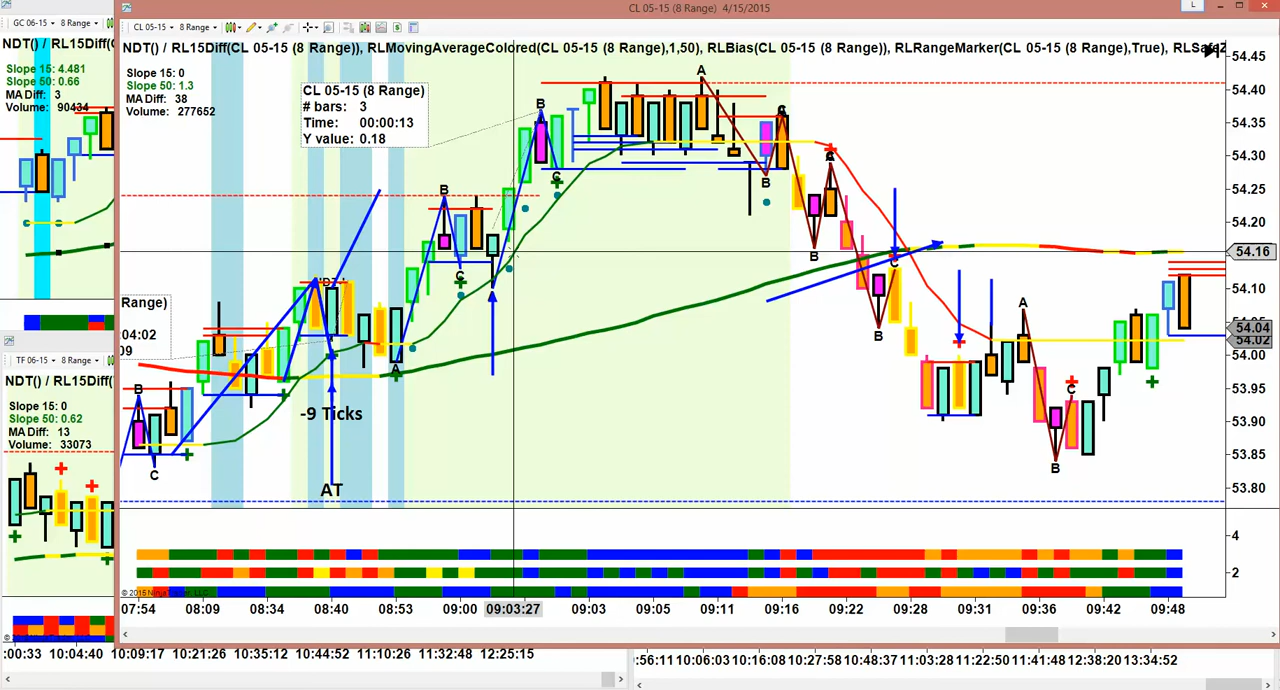 CL 05-15 (8 Range)  4/15/2015
L
GC 06-15  8 Range
CL 05-15  8 Range
NDT() / RL15Diff(
NDT() / RL15Diff(CL 05-15 (8 Range)), RLMovingAverageColored(CL 05-15 (8 Range),1,50), RLBias(CL 05-15 (8 Range)), RLRangeMarker(CL 05-15 (8 Range),True), RLSafeZ
Slope 15: 4.481
Slope 50: 0.66
MA Diff: 3
Volume: 90434
Slope 15: 0
Slope 50: 1.3
MA Diff: 38
Volume: 277652
CL 05-15 (8 Range)
# bars: 3
Time: 00:00:13
Y value: 0.18
54.45
54.40
54.35
54.30
54.25
54.20
54.16
54.10
54.04
54.02
54.00
53.95
53.90
53.85
53.80
4
2
A
B
C
B
C
B
C
B
C
B
C
B
C
A
B
C
B
C
A
Range)
04:02
09
-9 Ticks
AT
TF 06-15  8 Range
NDT() / RL15Diff(
Slope 15: 0
Slope 50: 0.62
MA Diff: 13
Volume: 33073
© 2015 NinjaTrader, LLC
07:54 08:09 08:34 08:40 08:53 09:00 09:03:27 09:03 09:05 09:11 09:16 09:22 09:28 09:31 09:36 09:42 09:48
:00:33 10:04:40 10:09:17 10:21:26 10:35:12 10:44:52 11:10:26 11:32:48 12:25:15
:56:11 10:06:03 10:16:08 10:27:58 10:48:37 11:03:28 11:22:50 11:41:48 12:38:20 13:34:52